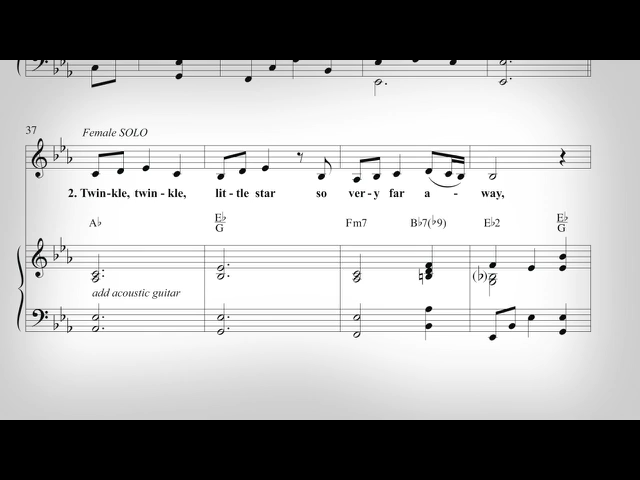 37
Female SOLO
2. Twin-kle, twin - kle, lit - tle star so ver - y far a - way,
A♭ E♭/G Fm7 B♭7(♭9) E♭2 E♭/G
add acoustic guitar
(♭)